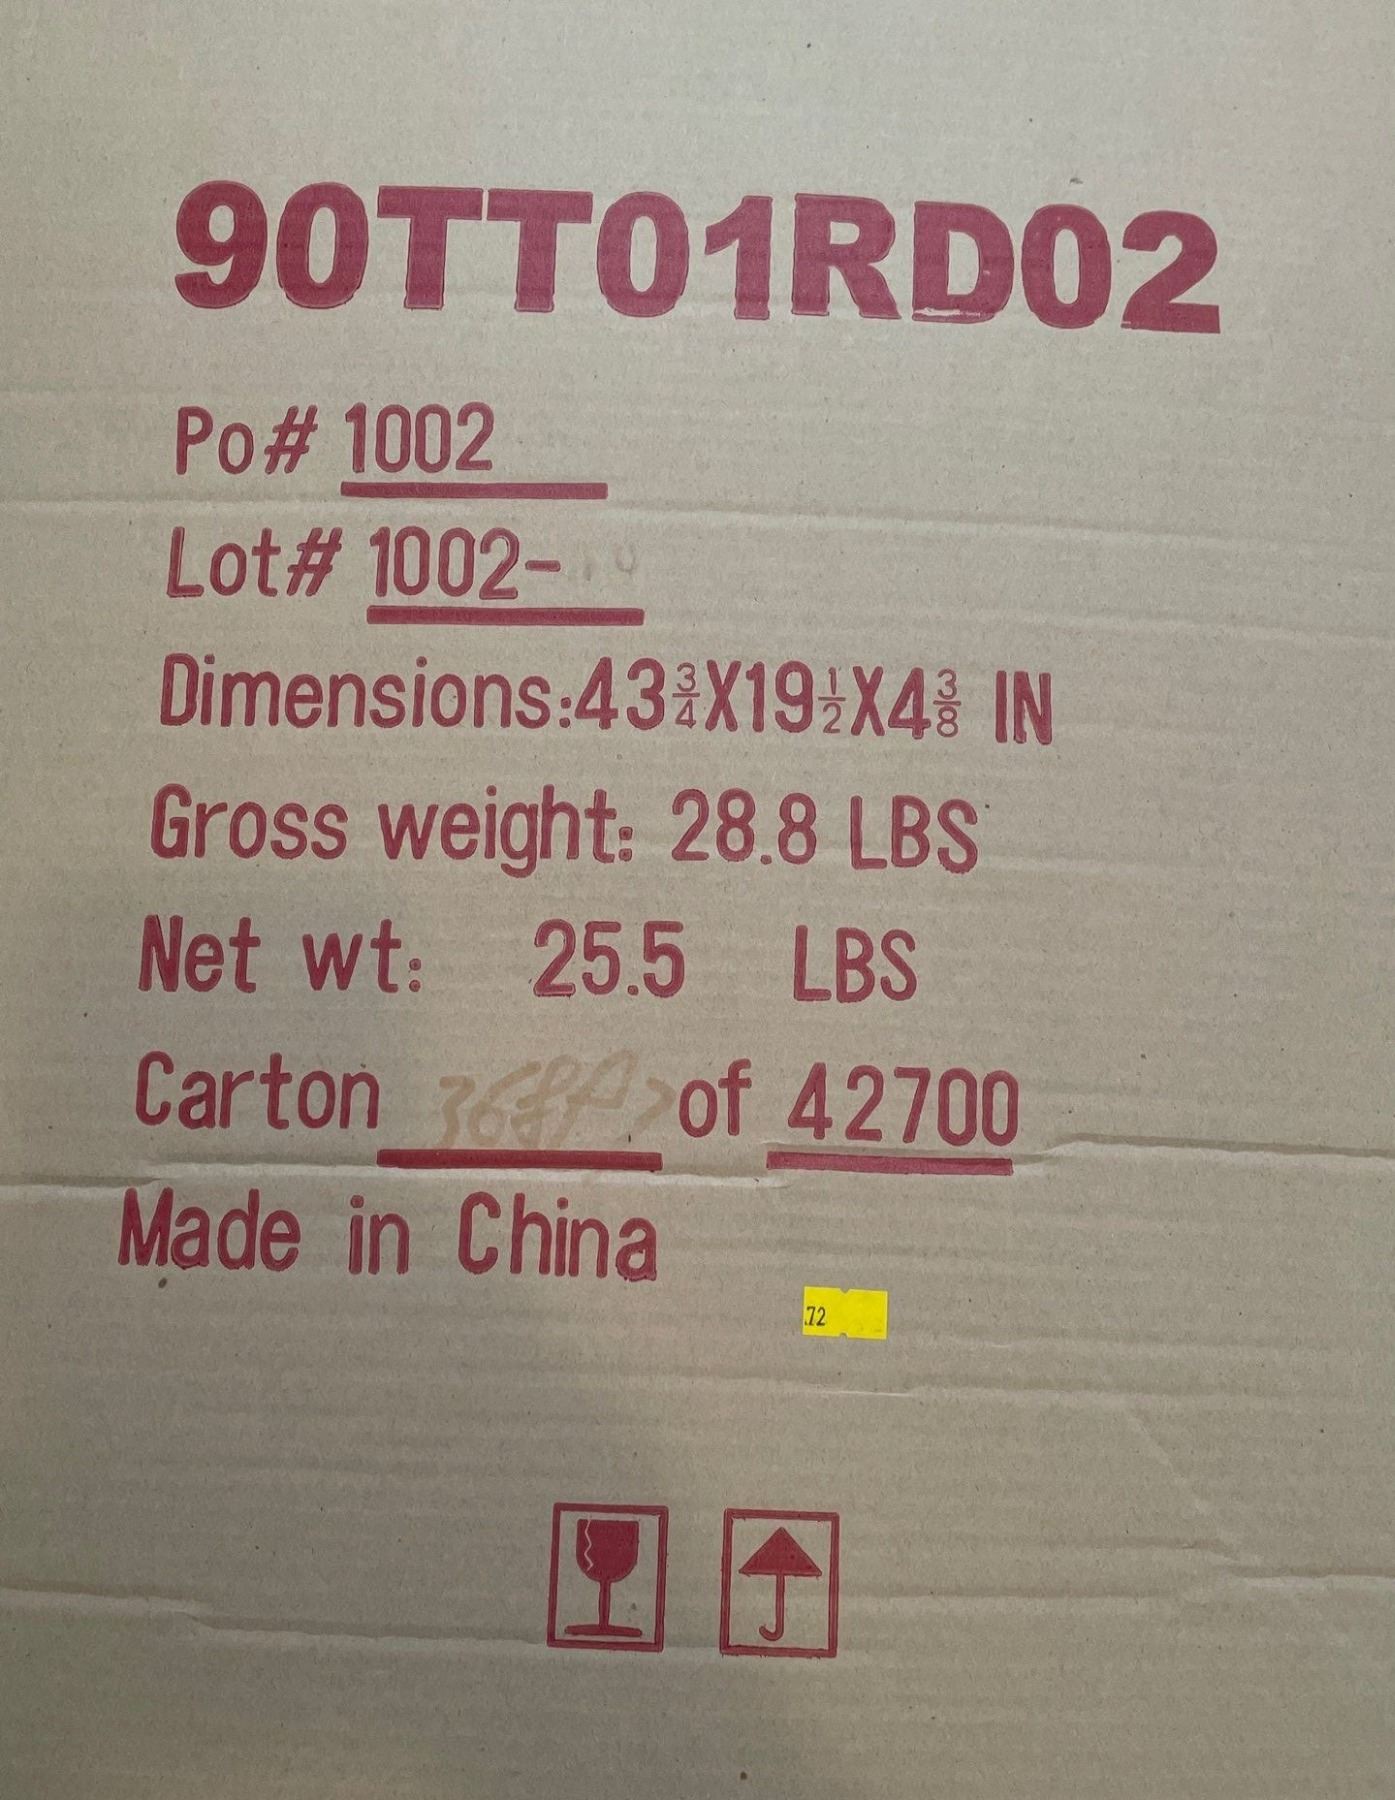 90TT01RD02
Po# 1002
Lot# 1002-
Dimensions:43¾X19½X4⅜ IN
Gross weight: 28.8 LBS
Net wt: 25.5 LBS
Carton of 42700
Made in China
72